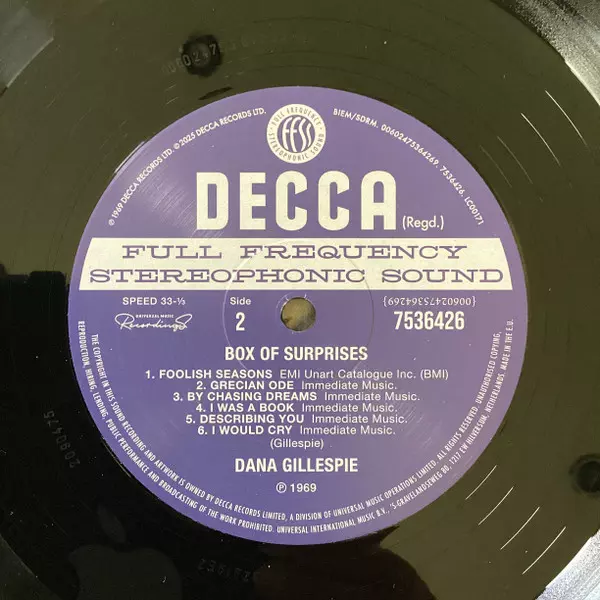 ℗ 1969 DECCA RECORDS LTD. © 2025 DECCA RECORDS LTD.
FULL FREQUENCY
ffss
STEREOPHONIC SOUND
BIEM/SDRM. 00602475364269. 7536426. LC00171
DECCA (Regd.)
FULL FREQUENCY
STEREOPHONIC SOUND
SPEED 33-⅓
Side
2
{00602475364269}
UNIVERSAL MUSIC
Recordings
7536426
BOX OF SURPRISES
1. FOOLISH SEASONS EMI Unart Catalogue Inc. (BMI)
2. GRECIAN ODE Immediate Music.
3. BY CHASING DREAMS Immediate Music.
4. I WAS A BOOK Immediate Music.
5. DESCRIBING YOU Immediate Music.
6. I WOULD CRY Immediate Music.
(Gillespie)
DANA GILLESPIE
℗ 1969
THE COPYRIGHT IN THIS SOUND RECORDING AND ARTWORK IS OWNED BY DECCA RECORDS LIMITED, A DIVISION OF UNIVERSAL MUSIC OPERATIONS LIMITED. UNAUTHORISED COPYING,
REPRODUCTION, HIRING, LENDING, PUBLIC PERFORMANCE AND BROADCASTING OF THE WORK PROHIBITED. UNIVERSAL INTERNATIONAL MUSIC B.V., 'S-GRAVELANDSEWEG 80, 1217 EW HILVERSUM, NETHERLANDS. MADE IN THE E.U.
2090475